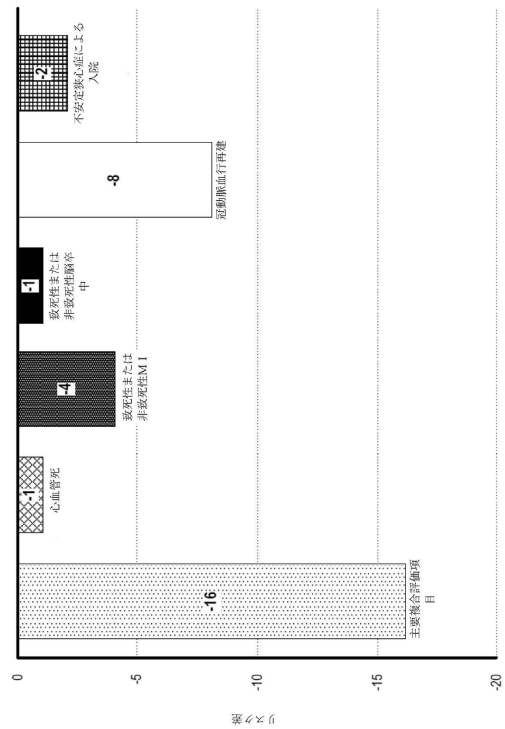 リスク差
0
-5
-10
-15
-20
-16
主要複合評価項
目
-1
心血管死
-4
致死性または
非致死性MI
-1
致死性または
非致死性脳卒
中
-8
冠動脈血行再建
-2
不安定狭心症による
入院